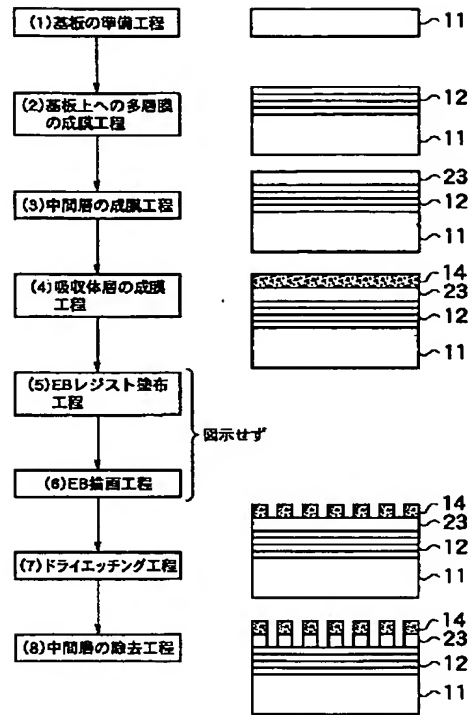 (1)基板の準備工程
11
(2)基板上への多層膜
の成膜工程
12
11
(3)中間層の成膜工程
23
12
11
(4)吸収体層の成膜
工程
14
23
12
11
(5)EBレジスト塗布
工程
図示せず
(6)EB描画工程
(7)ドライエッチング工程
14
23
12
11
(8)中間層の除去工程
14
23
12
11